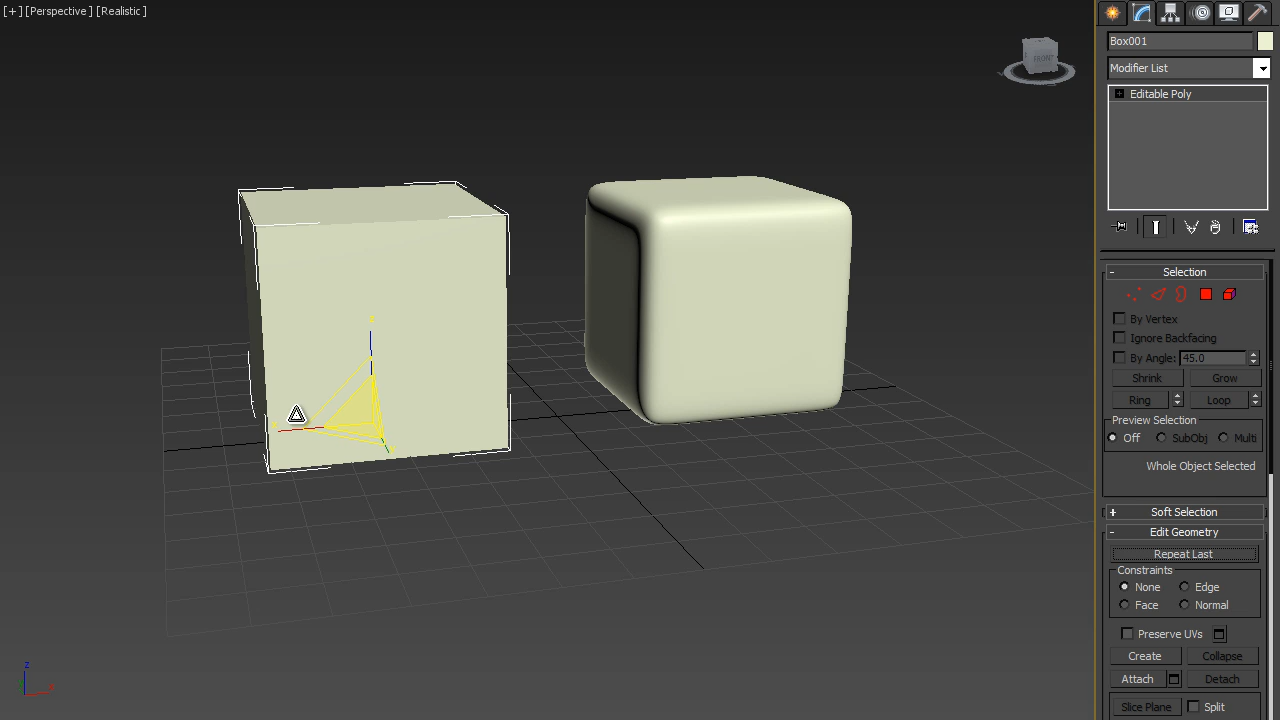 [+] [Perspective] [Realistic]
FRONT
Box001
Modifier List
Editable Poly
Selection
By Vertex
Ignore Backfacing
By Angle: 45.0
Shrink Grow
Ring Loop
Preview Selection
Off SubObj Multi
Whole Object Selected
Soft Selection
Edit Geometry
Repeat Last
Constraints
None Edge
Face Normal
Preserve UVs
Create Collapse
Attach Detach
Slice Plane Split
z
z